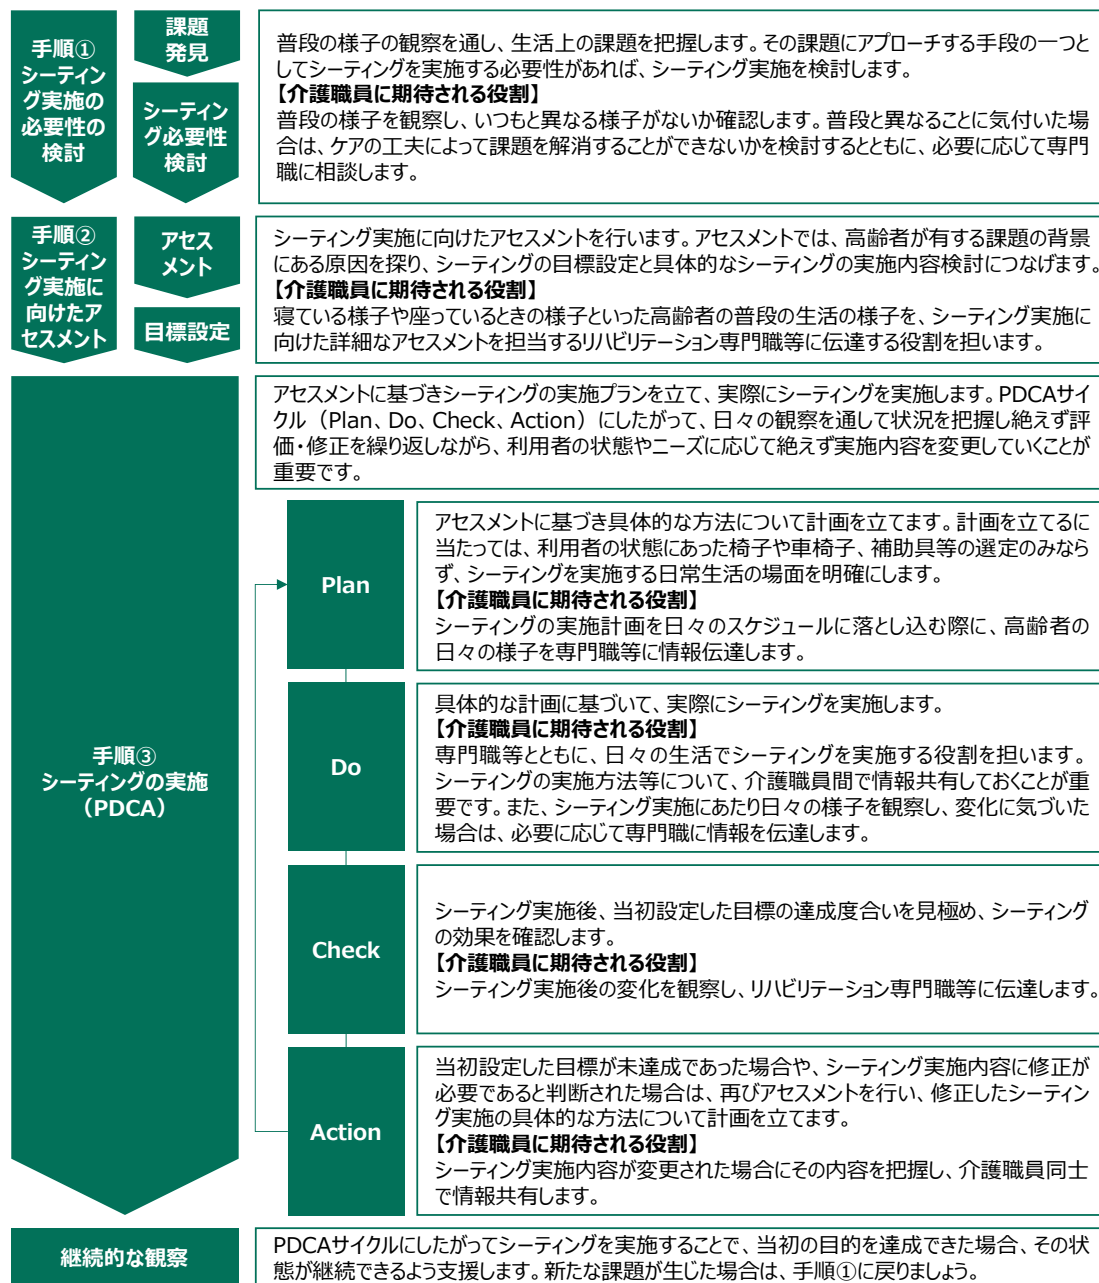 手順①
シーティン
グ実施の
必要性の
検討
課題
発見
シーティン
グ必要性
検討
普段の様子の観察を通し、生活上の課題を把握します。その課題にアプローチする手段の一つと
してシーティングを実施する必要性があれば、シーティング実施を検討します。
【介護職員に期待される役割】
普段の様子を観察し、いつもと異なる様子がないか確認します。普段と異なることに気付いた場
合は、ケアの工夫によって課題を解消することができないかを検討するとともに、必要に応じて専門
職に相談します。
手順②
シーティン
グ実施に
向けたア
セスメント
アセス
メント
目標設定
シーティング実施に向けたアセスメントを行います。アセスメントでは、高齢者が有する課題の背景
にある原因を探り、シーティングの目標設定と具体的なシーティングの実施内容検討につなげます。
【介護職員に期待される役割】
寝ている様子や座っているときの様子といった高齢者の普段の生活の様子を、シーティング実施に
向けた詳細なアセスメントを担当するリハビリテーション専門職等に伝達する役割を担います。
手順③
シーティングの実施
（PDCA）
アセスメントに基づきシーティングの実施プランを立て、実際にシーティングを実施します。PDCAサイ
クル（Plan、Do、Check、Action）にしたがって、日々の観察を通して状況を把握し絶えず評
価・修正を繰り返しながら、利用者の状態やニーズに応じて絶えず実施内容を変更していくことが
重要です。
Plan
アセスメントに基づき具体的な方法について計画を立てます。計画を立てるに
当たっては、利用者の状態にあった椅子や車椅子、補助具等の選定のみなら
ず、シーティングを実施する日常生活の場面を明確にします。
【介護職員に期待される役割】
シーティングの実施計画を日々のスケジュールに落とし込む際に、高齢者の
日々の様子を専門職等に情報伝達します。
Do
具体的な計画に基づいて、実際にシーティングを実施します。
【介護職員に期待される役割】
専門職等とともに、日々の生活でシーティングを実施する役割を担います。
シーティングの実施方法等について、介護職員間で情報共有しておくことが重
要です。また、シーティング実施にあたり日々の様子を観察し、変化に気づいた
場合は、必要に応じて専門職に情報を伝達します。
Check
シーティング実施後、当初設定した目標の達成度合いを見極め、シーティング
の効果を確認します。
【介護職員に期待される役割】
シーティング実施後の変化を観察し、リハビリテーション専門職等に伝達します。
Action
当初設定した目標が未達成であった場合や、シーティング実施内容に修正が
必要であると判断された場合は、再びアセスメントを行い、修正したシーティン
グ実施の具体的な方法について計画を立てます。
【介護職員に期待される役割】
シーティング実施内容が変更された場合にその内容を把握し、介護職員同士
で情報共有します。
継続的な観察
PDCAサイクルにしたがってシーティングを実施することで、当初の目的を達成できた場合、その状
態が継続できるよう支援します。新たな課題が生じた場合は、手順①に戻りましょう。